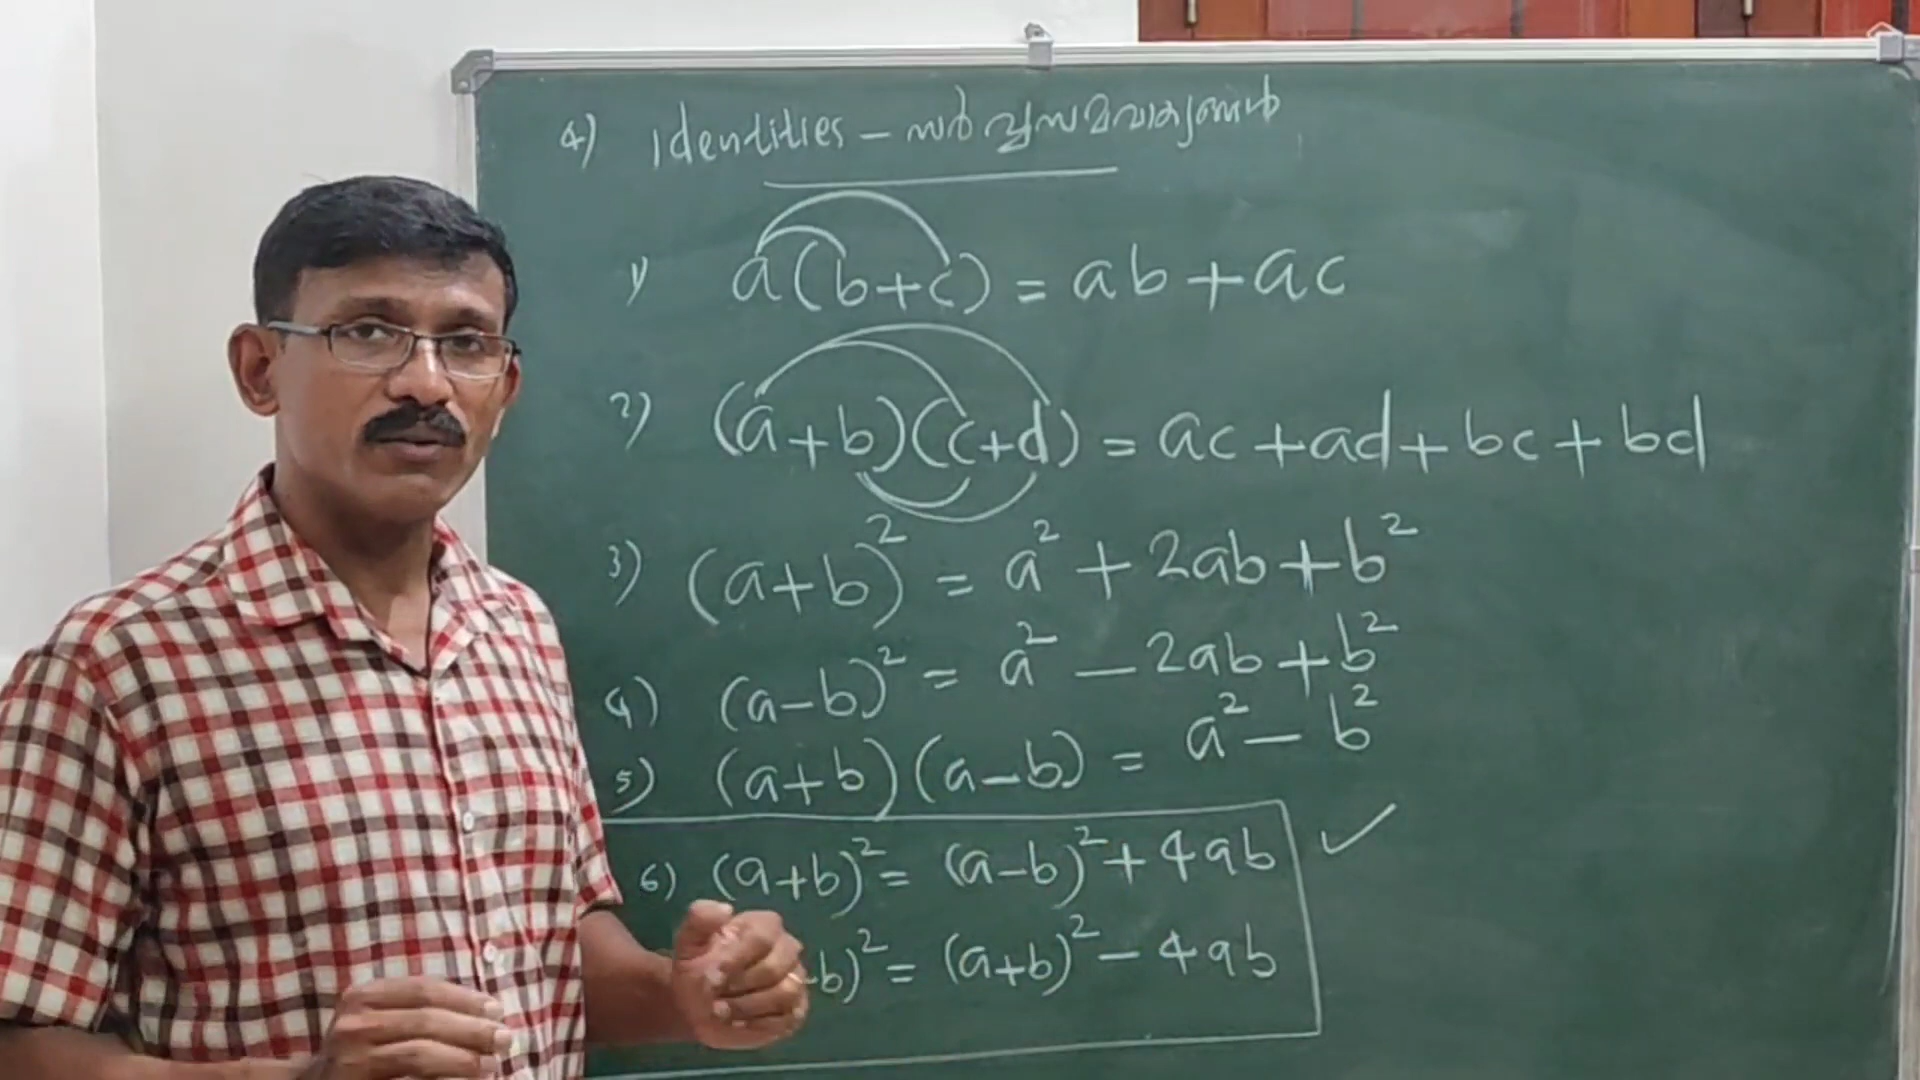 4) Identities - സർവ്വസമവാക്യങ്ങൾ
1) a(b+c) = ab + ac
2) (a+b)(c+d) = ac + ad + bc + bd
3) (a+b)² = a² + 2ab + b²
4) (a-b)² = a² - 2ab + b²
5) (a+b)(a-b) = a² - b²
6) (a+b)² = (a-b)² + 4ab ✓
-b)² = (a+b)² - 4ab